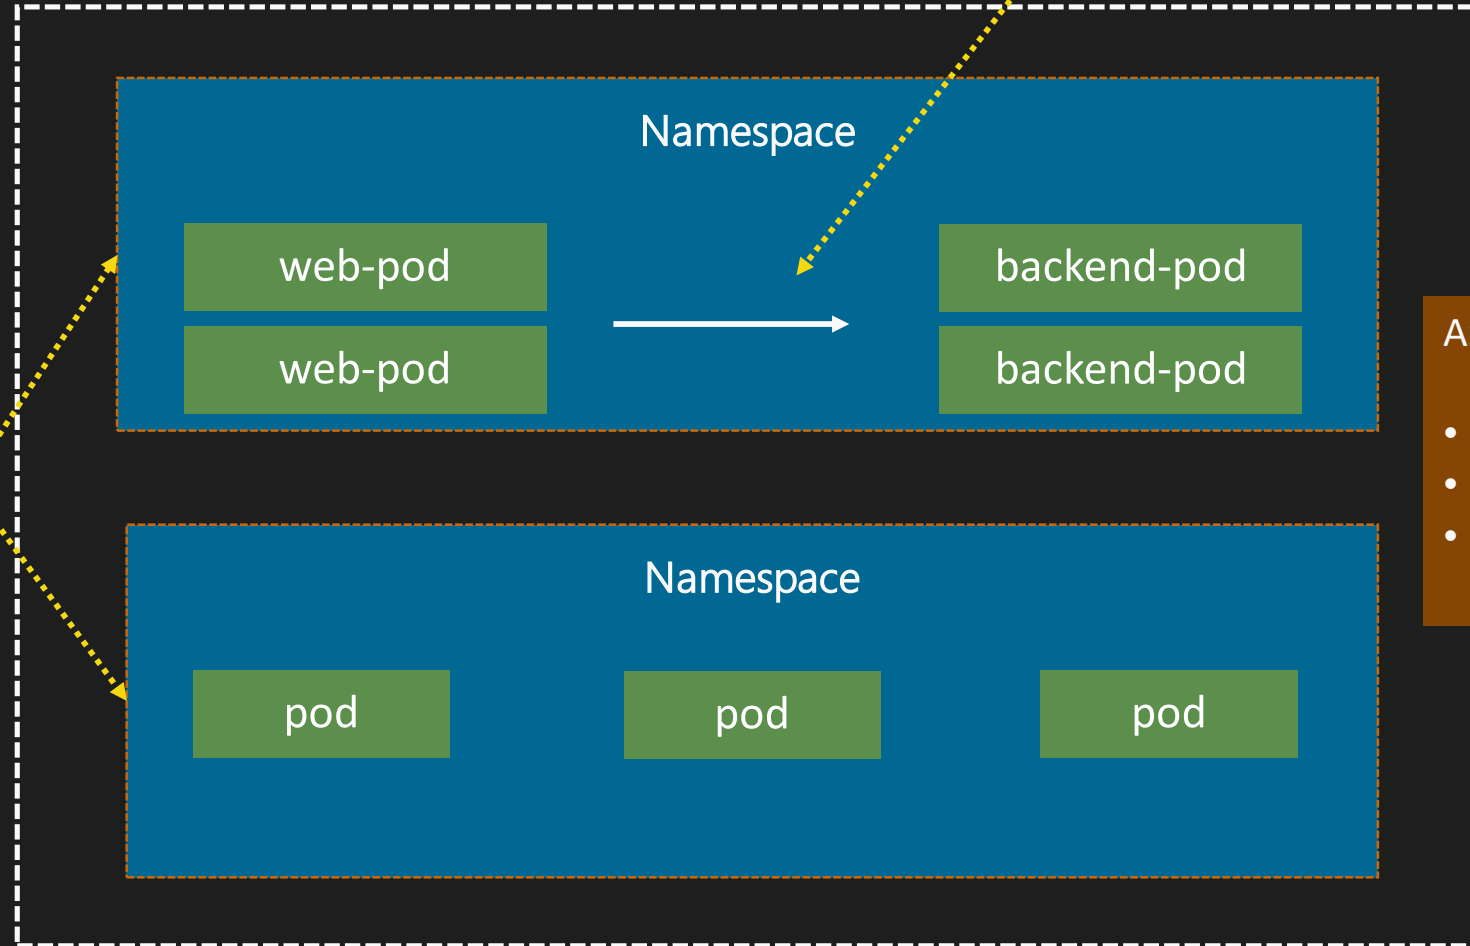 Namespace
web-pod
backend-pod
web-pod
backend-pod
A
•
•
•
Namespace
pod
pod
pod